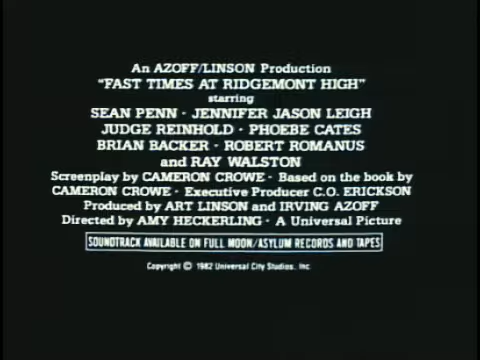 An AZOFF/LINSON Production
"FAST TIMES AT RIDGEMONT HIGH"
starring
SEAN PENN · JENNIFER JASON LEIGH
JUDGE REINHOLD · PHOEBE CATES
BRIAN BACKER · ROBERT ROMANUS
and RAY WALSTON
Screenplay by CAMERON CROWE · Based on the book by
CAMERON CROWE · Executive Producer C.O. ERICKSON
Produced by ART LINSON and IRVING AZOFF
Directed by AMY HECKERLING · A Universal Picture
SOUNDTRACK AVAILABLE ON FULL MOON/ASYLUM RECORDS AND TAPES
Copyright © 1982 Universal City Studios, Inc.